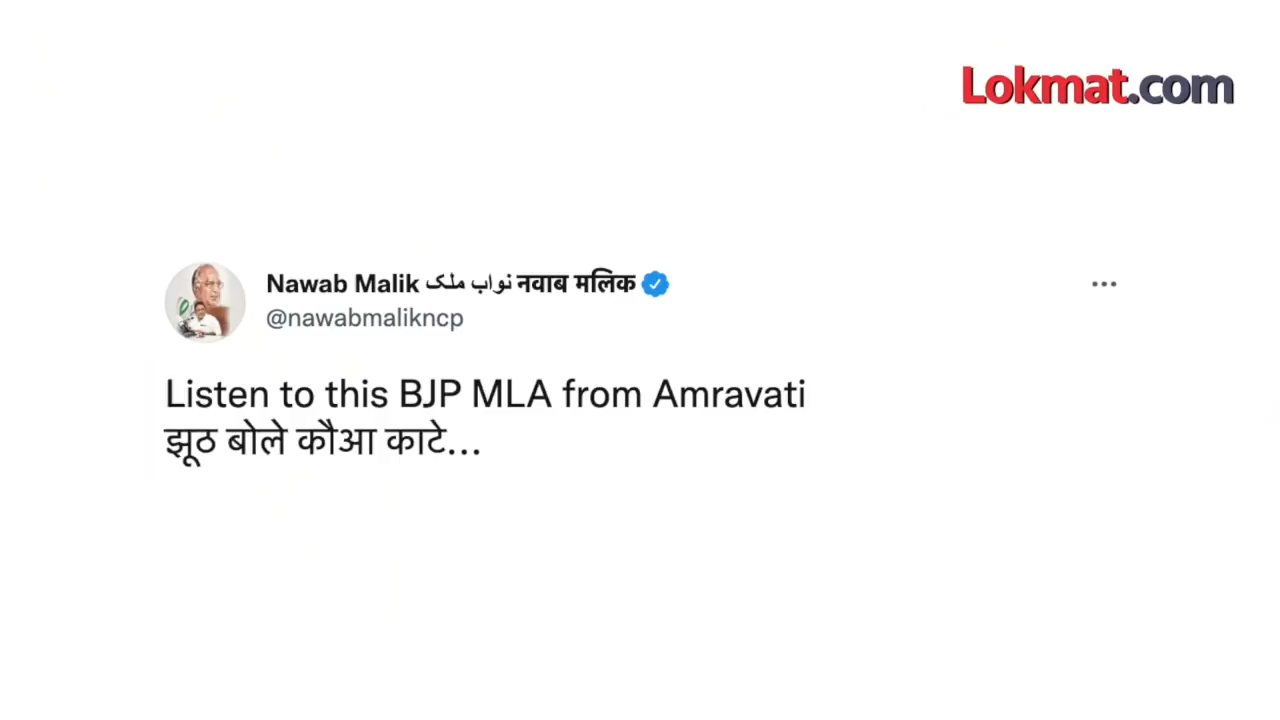 Lokmat.com
Nawab Malik نواب ملک नवाब मलिक
@nawabmalikncp
Listen to this BJP MLA from Amravati
झूठ बोले कौआ काटे...